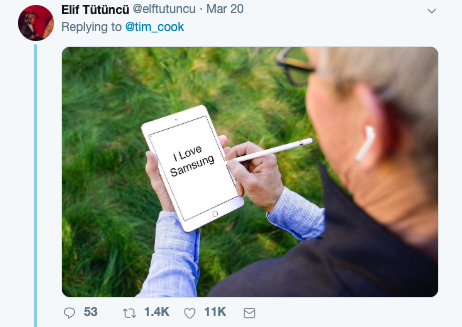 Elif Tütüncü @elftutuncu · Mar 20
Replying to @tim_cook
I Love
Samsung
53 1.4K 11K